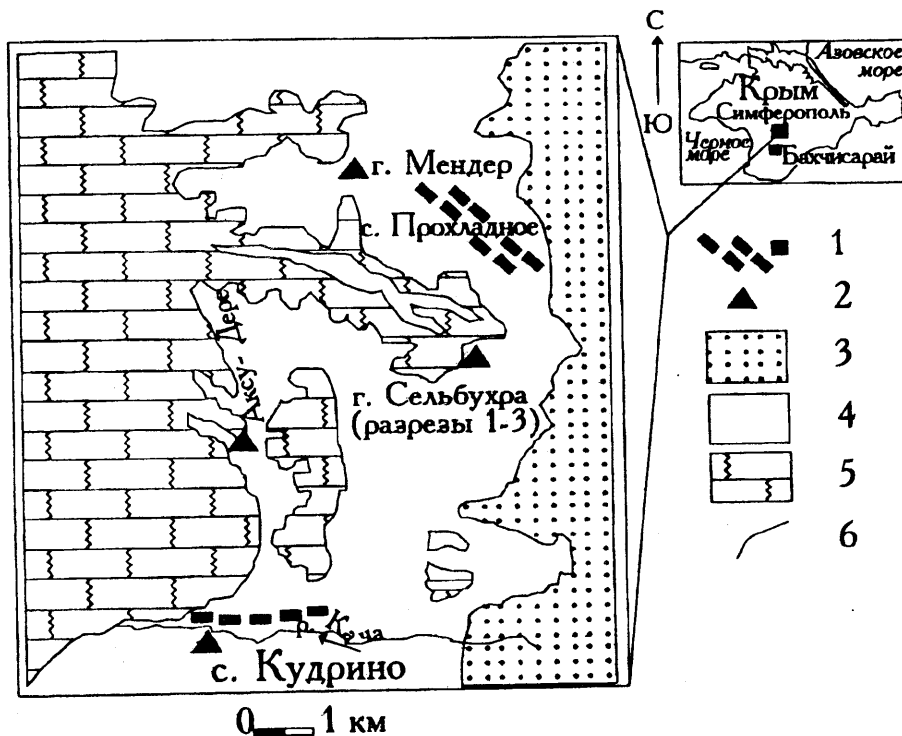 С
Ю
Азовское
море
Крым
Симферополь
Черное
море
Бахчисарай
г. Мендер
с. Прохладное
Аксу-Дере
г. Сельбухра
(разрезы 1-3)
р. Кача
с. Кудрино
0 1 км
1
2
3
4
5
6